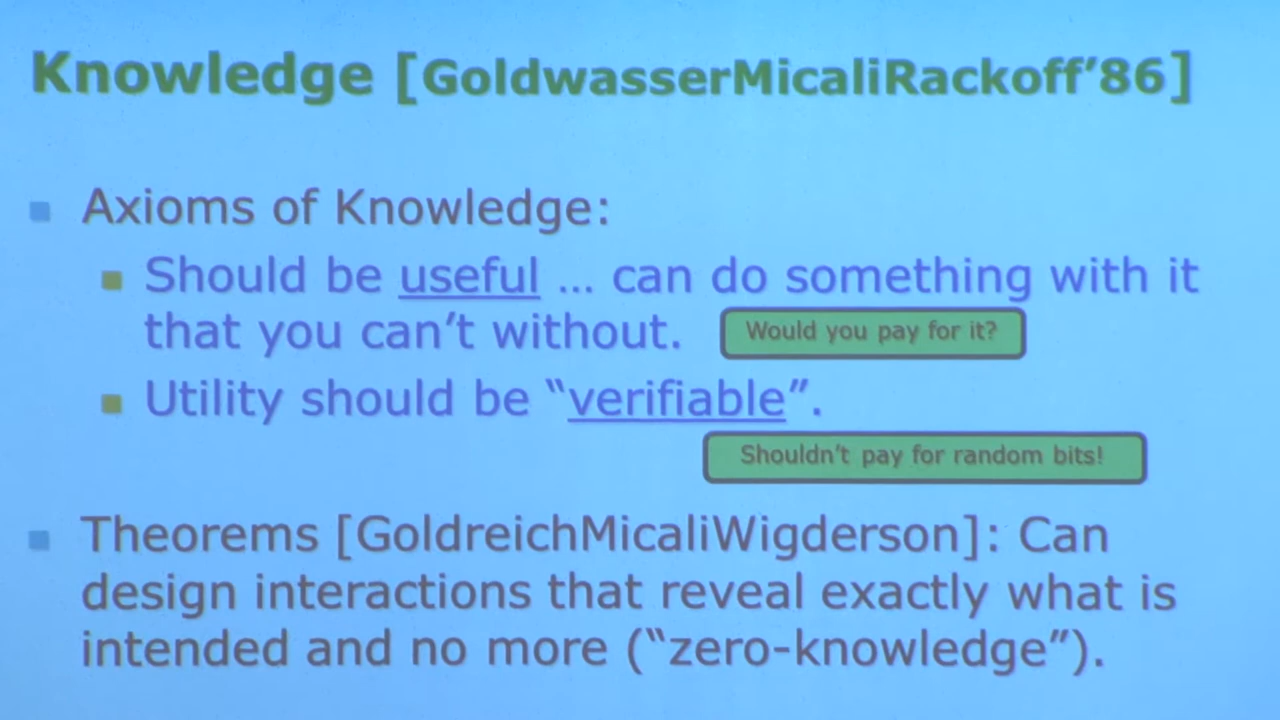 Knowledge [GoldwasserMicaliRackoff’86]
Axioms of Knowledge:
Should be useful … can do something with it
that you can’t without.
Would you pay for it?
Utility should be “verifiable”.
Shouldn’t pay for random bits!
Theorems [GoldreichMicaliWigderson]: Can
design interactions that reveal exactly what is
intended and no more (“zero-knowledge”).